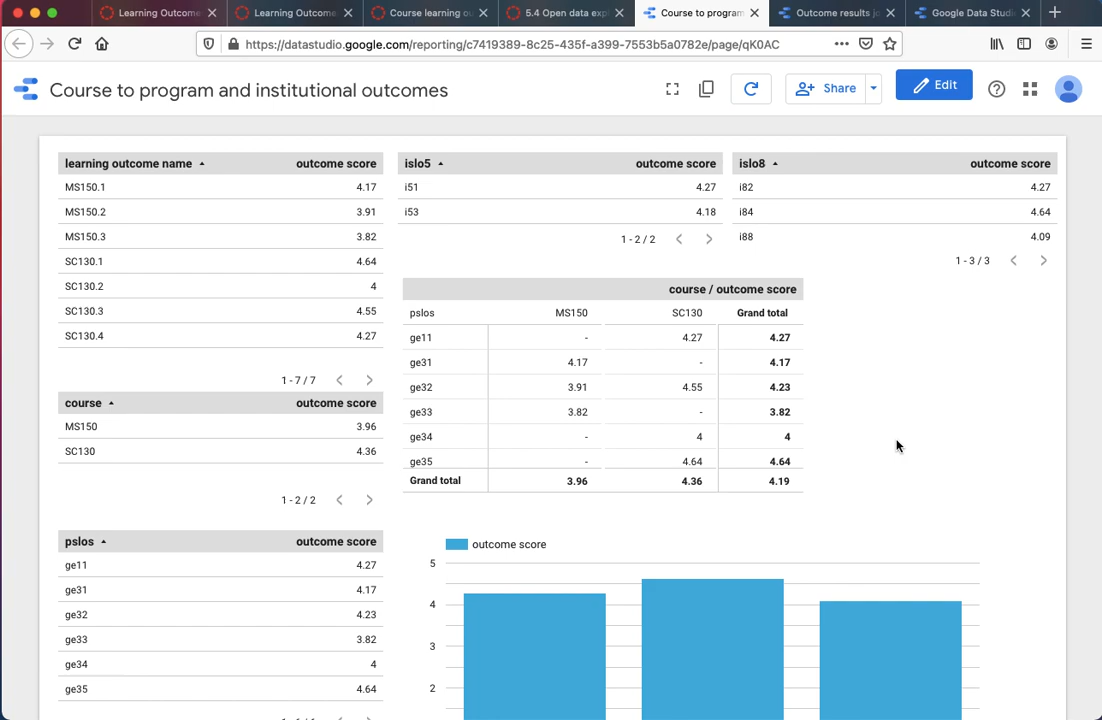 Learning Outcome
Learning Outcome
Course learning ou
5.4 Open data exp
Course to program
Outcome results jo
Google Data Studi
https://datastudio.google.com/reporting/c7419389-8c25-435f-a399-7553b5a0782e/page/qK0AC
Course to program and institutional outcomes
Share
Edit
learning outcome name outcome score
MS150.1 4.17
MS150.2 3.91
MS150.3 3.82
SC130.1 4.64
SC130.2 4
SC130.3 4.55
SC130.4 4.27
1 - 7 / 7
course outcome score
MS150 3.96
SC130 4.36
1 - 2 / 2
pslos outcome score
ge11 4.27
ge31 4.17
ge32 4.23
ge33 3.82
ge34 4
ge35 4.64
islo5 outcome score
i51 4.27
i53 4.18
1 - 2 / 2
islo8 outcome score
i82 4.27
i84 4.64
i88 4.09
1 - 3 / 3
course / outcome score
pslos MS150 SC130 Grand total
ge11 - 4.27 4.27
ge31 4.17 - 4.17
ge32 3.91 4.55 4.23
ge33 3.82 - 3.82
ge34 - 4 4
ge35 - 4.64 4.64
Grand total 3.96 4.36 4.19
outcome score
5
4
3
2